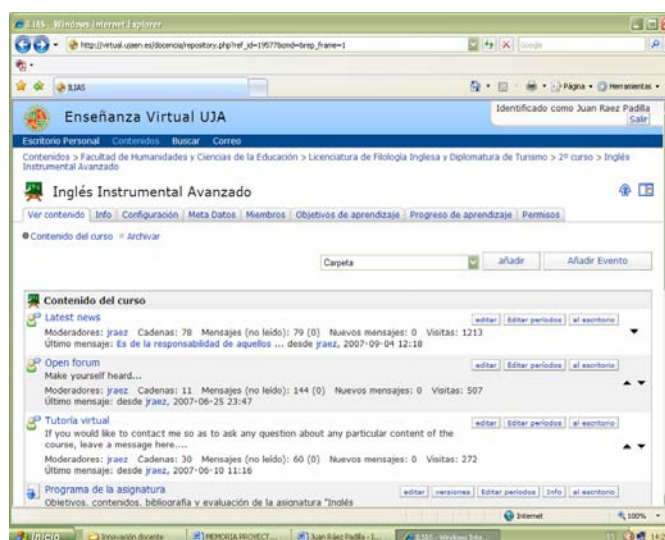 ILIAS - Windows Internet Explorer
http://virtual.ujaen.es/docencia/repository.php?ref_id=19577&cmd=&rep_frame=1
Google
ILIAS
Página
Herramientas
Enseñanza Virtual UJA
Identificado como Juan Raez Padilla
Salir
Escritorio Personal Contenidos Buscar Correo
Contenidos > Facultad de Humanidades y Ciencias de la Educación > Licenciatura de Filología Inglesa y Diplomatura de Turismo > 2º curso > Inglés
Instrumental Avanzado
Inglés Instrumental Avanzado
Ver contenido Info Configuración Meta Datos Miembros Objetivos de aprendizaje Progreso de aprendizaje Permisos
Contenido del curso Archivar
Carpeta añadir Añadir Evento
Contenido del curso
Latest news editar Editar períodos al escritorio
Moderadores: jraez Cadenas: 78 Mensajes (no leído): 79 (0) Nuevos mensajes: 0 Visitas: 1213
Último mensaje: Es de la responsabilidad de aquellos ... desde jraez, 2007-09-04 12:18
Open forum editar Editar períodos al escritorio
Make yourself heard...
Moderadores: jraez Cadenas: 11 Mensajes (no leído): 144 (0) Nuevos mensajes: 0 Visitas: 507
Último mensaje: desde jraez, 2007-06-25 23:47
Tutoría virtual editar Editar períodos al escritorio
If you would like to contact me so as to ask any question about any particular content of the
course, leave a message here....
Moderadores: jraez Cadenas: 30 Mensajes (no leído): 60 (0) Nuevos mensajes: 0 Visitas: 272
Último mensaje: desde jraez, 2007-06-10 11:16
Programa de la asignatura editar versiones Editar períodos Info al escritorio
Objetivos, contenidos, bibliografía y evaluación de la asignatura "Inglés
Internet 100%
Inicio Innovación docente MEMORIA PROYECT... Juan Ráez Padilla - I... ILIAS - Windows Inte... ES